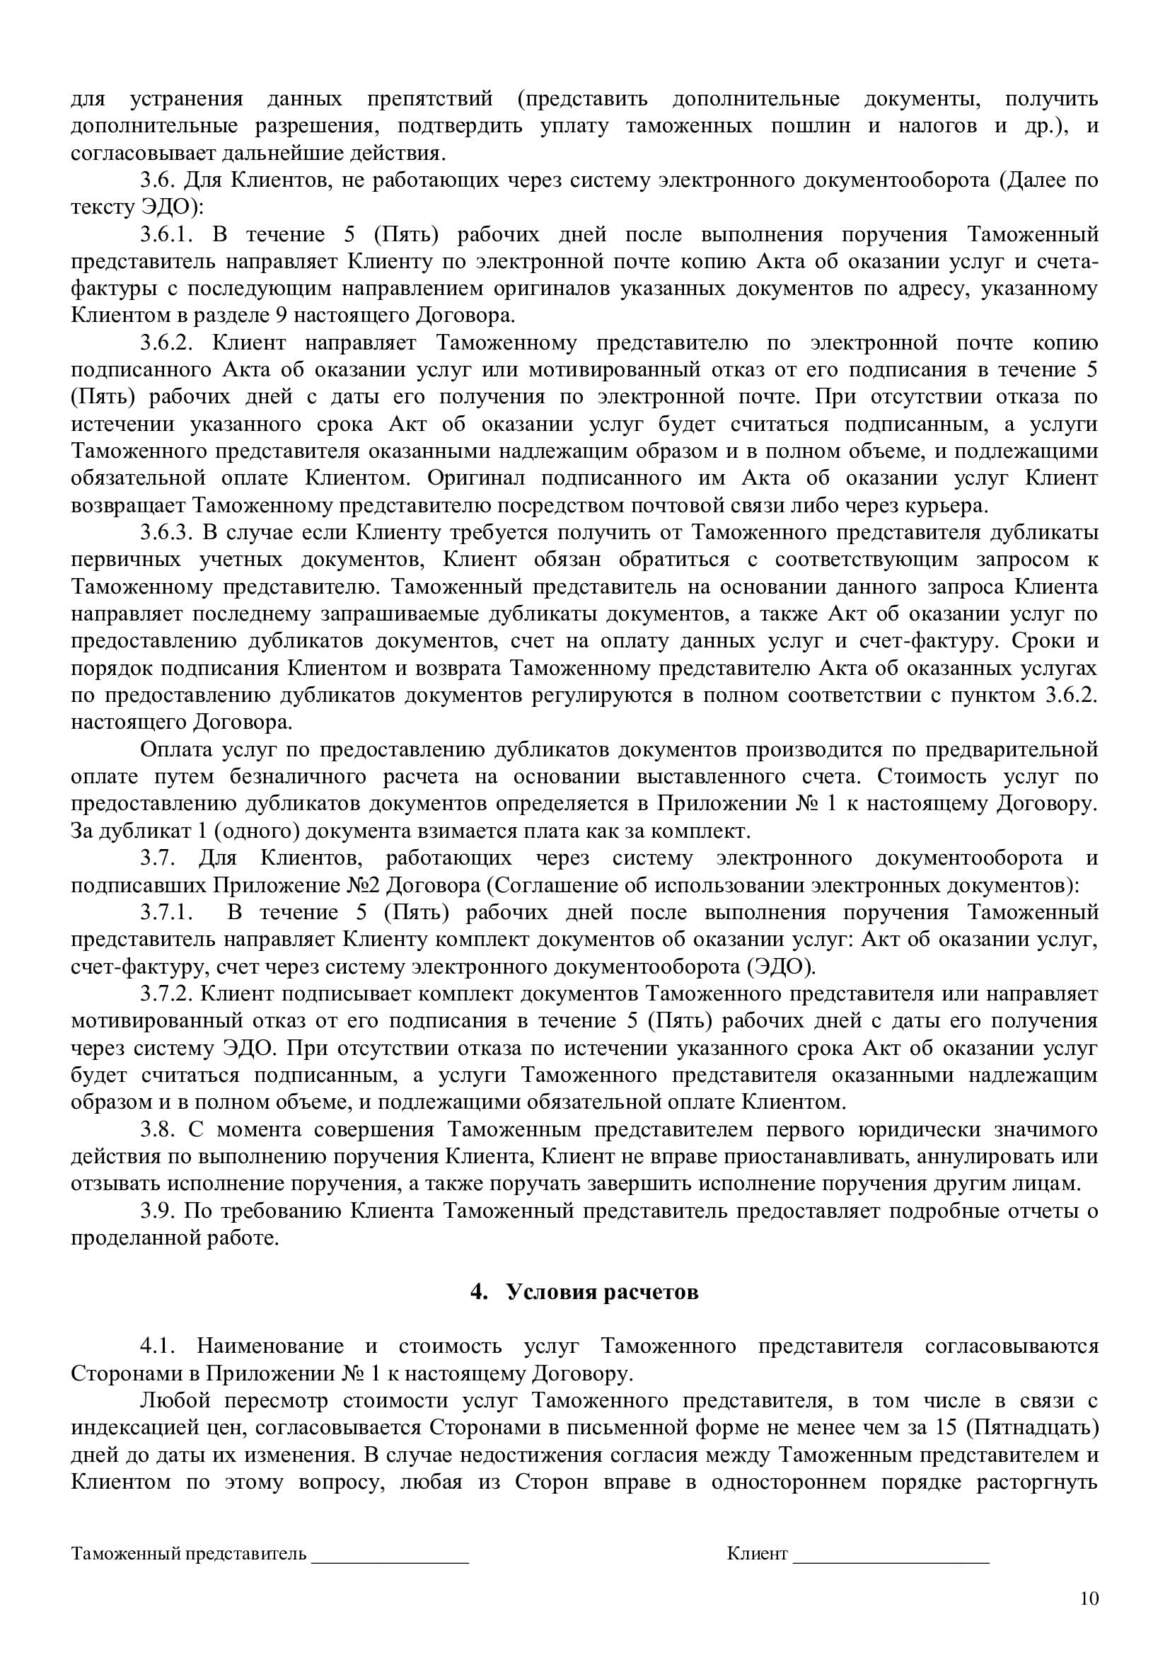 для устранения данных препятствий (представить дополнительные документы, получить
дополнительные разрешения, подтвердить уплату таможенных пошлин и налогов и др.), и
согласовывает дальнейшие действия.
3.6. Для Клиентов, не работающих через систему электронного документооборота (Далее по
тексту ЭДО):
3.6.1. В течение 5 (Пять) рабочих дней после выполнения поручения Таможенный
представитель направляет Клиенту по электронной почте копию Акта об оказании услуг и счета-
фактуры с последующим направлением оригиналов указанных документов по адресу, указанному
Клиентом в разделе 9 настоящего Договора.
3.6.2. Клиент направляет Таможенному представителю по электронной почте копию
подписанного Акта об оказании услуг или мотивированный отказ от его подписания в течение 5
(Пять) рабочих дней с даты его получения по электронной почте. При отсутствии отказа по
истечении указанного срока Акт об оказании услуг будет считаться подписанным, а услуги
Таможенного представителя оказанными надлежащим образом и в полном объеме, и подлежащими
обязательной оплате Клиентом. Оригинал подписанного им Акта об оказании услуг Клиент
возвращает Таможенному представителю посредством почтовой связи либо через курьера.
3.6.3. В случае если Клиенту требуется получить от Таможенного представителя дубликаты
первичных учетных документов, Клиент обязан обратиться с соответствующим запросом к
Таможенному представителю. Таможенный представитель на основании данного запроса Клиента
направляет последнему запрашиваемые дубликаты документов, а также Акт об оказании услуг по
предоставлению дубликатов документов, счет на оплату данных услуг и счет-фактуру. Сроки и
порядок подписания Клиентом и возврата Таможенному представителю Акта об оказанных услугах
по предоставлению дубликатов документов регулируются в полном соответствии с пунктом 3.6.2.
настоящего Договора.
Оплата услуг по предоставлению дубликатов документов производится по предварительной
оплате путем безналичного расчета на основании выставленного счета. Стоимость услуг по
предоставлению дубликатов документов определяется в Приложении № 1 к настоящему Договору.
За дубликат 1 (одного) документа взимается плата как за комплект.
3.7. Для Клиентов, работающих через систему электронного документооборота и
подписавших Приложение №2 Договора (Соглашение об использовании электронных документов):
3.7.1. В течение 5 (Пять) рабочих дней после выполнения поручения Таможенный
представитель направляет Клиенту комплект документов об оказании услуг: Акт об оказании услуг,
счет-фактуру, счет через систему электронного документооборота (ЭДО).
3.7.2. Клиент подписывает комплект документов Таможенного представителя или направляет
мотивированный отказ от его подписания в течение 5 (Пять) рабочих дней с даты его получения
через систему ЭДО. При отсутствии отказа по истечении указанного срока Акт об оказании услуг
будет считаться подписанным, а услуги Таможенного представителя оказанными надлежащим
образом и в полном объеме, и подлежащими обязательной оплате Клиентом.
3.8. С момента совершения Таможенным представителем первого юридически значимого
действия по выполнению поручения Клиента, Клиент не вправе приостанавливать, аннулировать или
отзывать исполнение поручения, а также поручать завершить исполнение поручения другим лицам.
3.9. По требованию Клиента Таможенный представитель предоставляет подробные отчеты о
проделанной работе.
4. Условия расчетов
4.1. Наименование и стоимость услуг Таможенного представителя согласовываются
Сторонами в Приложении № 1 к настоящему Договору.
Любой пересмотр стоимости услуг Таможенного представителя, в том числе в связи с
индексацией цен, согласовывается Сторонами в письменной форме не менее чем за 15 (Пятнадцать)
дней до даты их изменения. В случае недостижения согласия между Таможенным представителем и
Клиентом по этому вопросу, любая из Сторон вправе в одностороннем порядке расторгнуть
Таможенный представитель ________________ Клиент ____________________
10